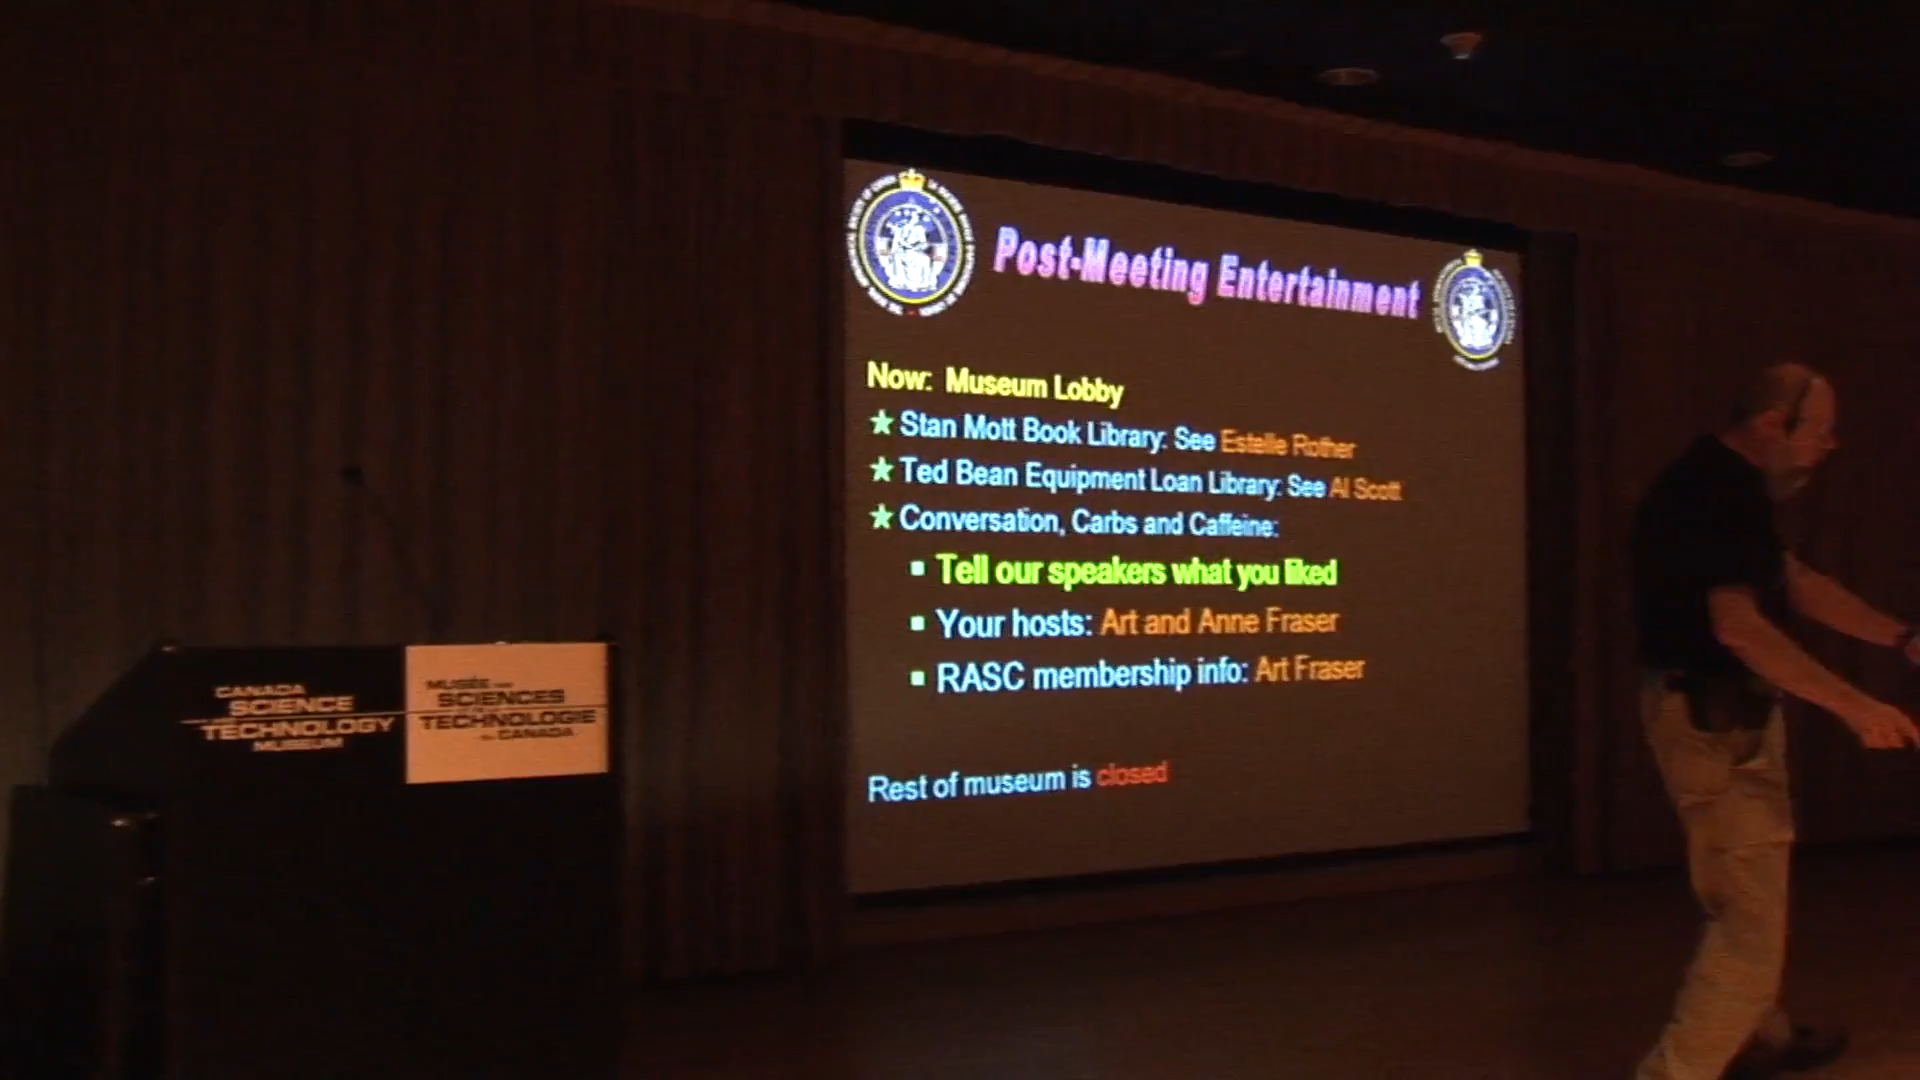 Post-Meeting Entertainment
Now: Museum Lobby
Stan Mott Book Library: See Estelle Rother
Ted Bean Equipment Loan Library: See Al Scott
Conversation, Carbs and Caffeine:
Tell our speakers what you liked
Your hosts: Art and Anne Fraser
RASC membership info: Art Fraser
Rest of museum is closed
CANADA
SCIENCE
TECHNOLOGY
MUSEUM
MUSÉE
SCIENCES
TECHNOLOGIE
CANADA